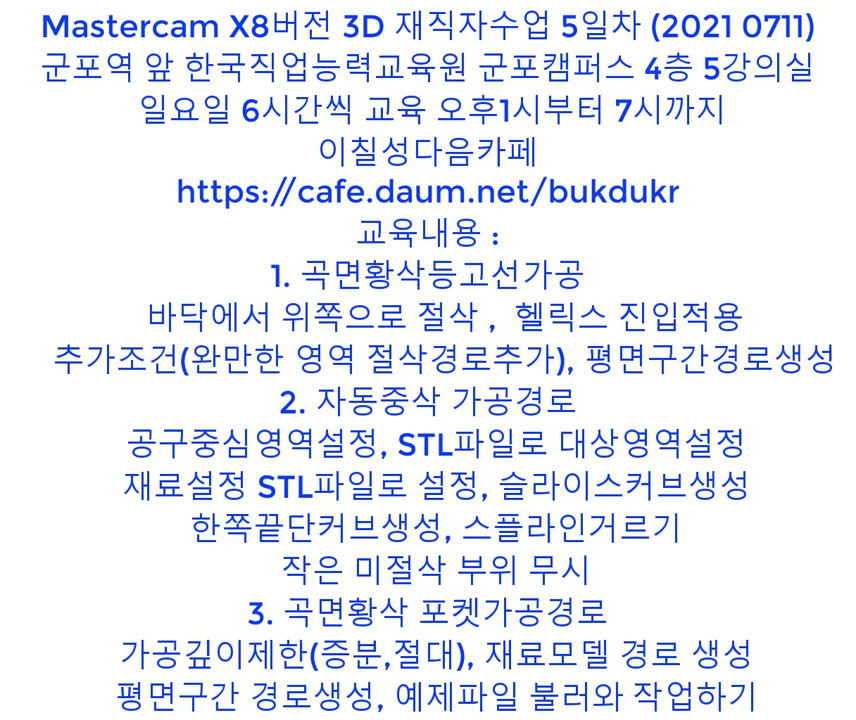 Mastercam X8버전 3D 재직자수업 5일차 (2021 0711)
군포역 앞 한국직업능력교육원 군포캠퍼스 4층 5강의실
일요일 6시간씩 교육 오후1시부터 7시까지
이칠성다음카페
https://cafe.daum.net/bukdukr
교육내용 :
1. 곡면황삭등고선가공
바닥에서 위쪽으로 절삭 , 헬릭스 진입적용
추가조건(완만한 영역 절삭경로추가), 평면구간경로생성
2. 자동중삭 가공경로
공구중심영역설정, STL파일로 대상영역설정
재료설정 STL파일로 설정, 슬라이스커브생성
한쪽끝단커브생성, 스플라인거르기
작은 미절삭 부위 무시
3. 곡면황삭 포켓가공경로
가공깊이제한(증분,절대), 재료모델 경로 생성
평면구간 경로생성, 예제파일 불러와 작업하기